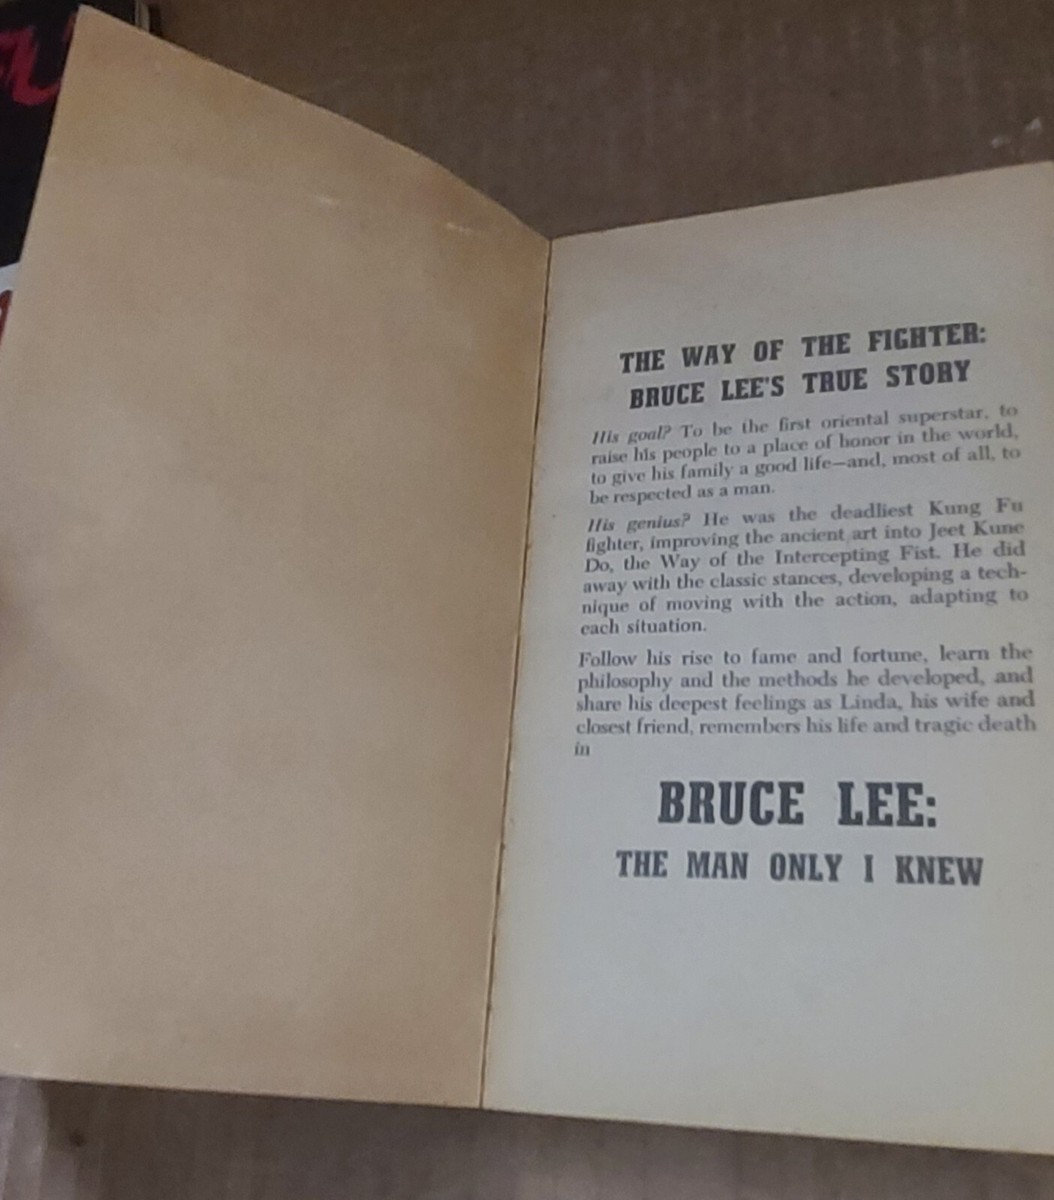 THE WAY OF THE FIGHTER:
BRUCE LEE'S TRUE STORY
His goal? To be the first oriental superstar, to
raise his people to a place of honor in the world,
to give his family a good life—and, most of all, to
be respected as a man.
His genius? He was the deadliest Kung Fu
fighter, improving the ancient art into Jeet Kune
Do, the Way of the Intercepting Fist. He did
away with the classic stances, developing a tech-
nique of moving with the action, adapting to
each situation.
Follow his rise to fame and fortune, learn the
philosophy and the methods he developed, and
share his deepest feelings as Linda, his wife and
closest friend, remembers his life and tragic death
in
BRUCE LEE:
THE MAN ONLY I KNEW